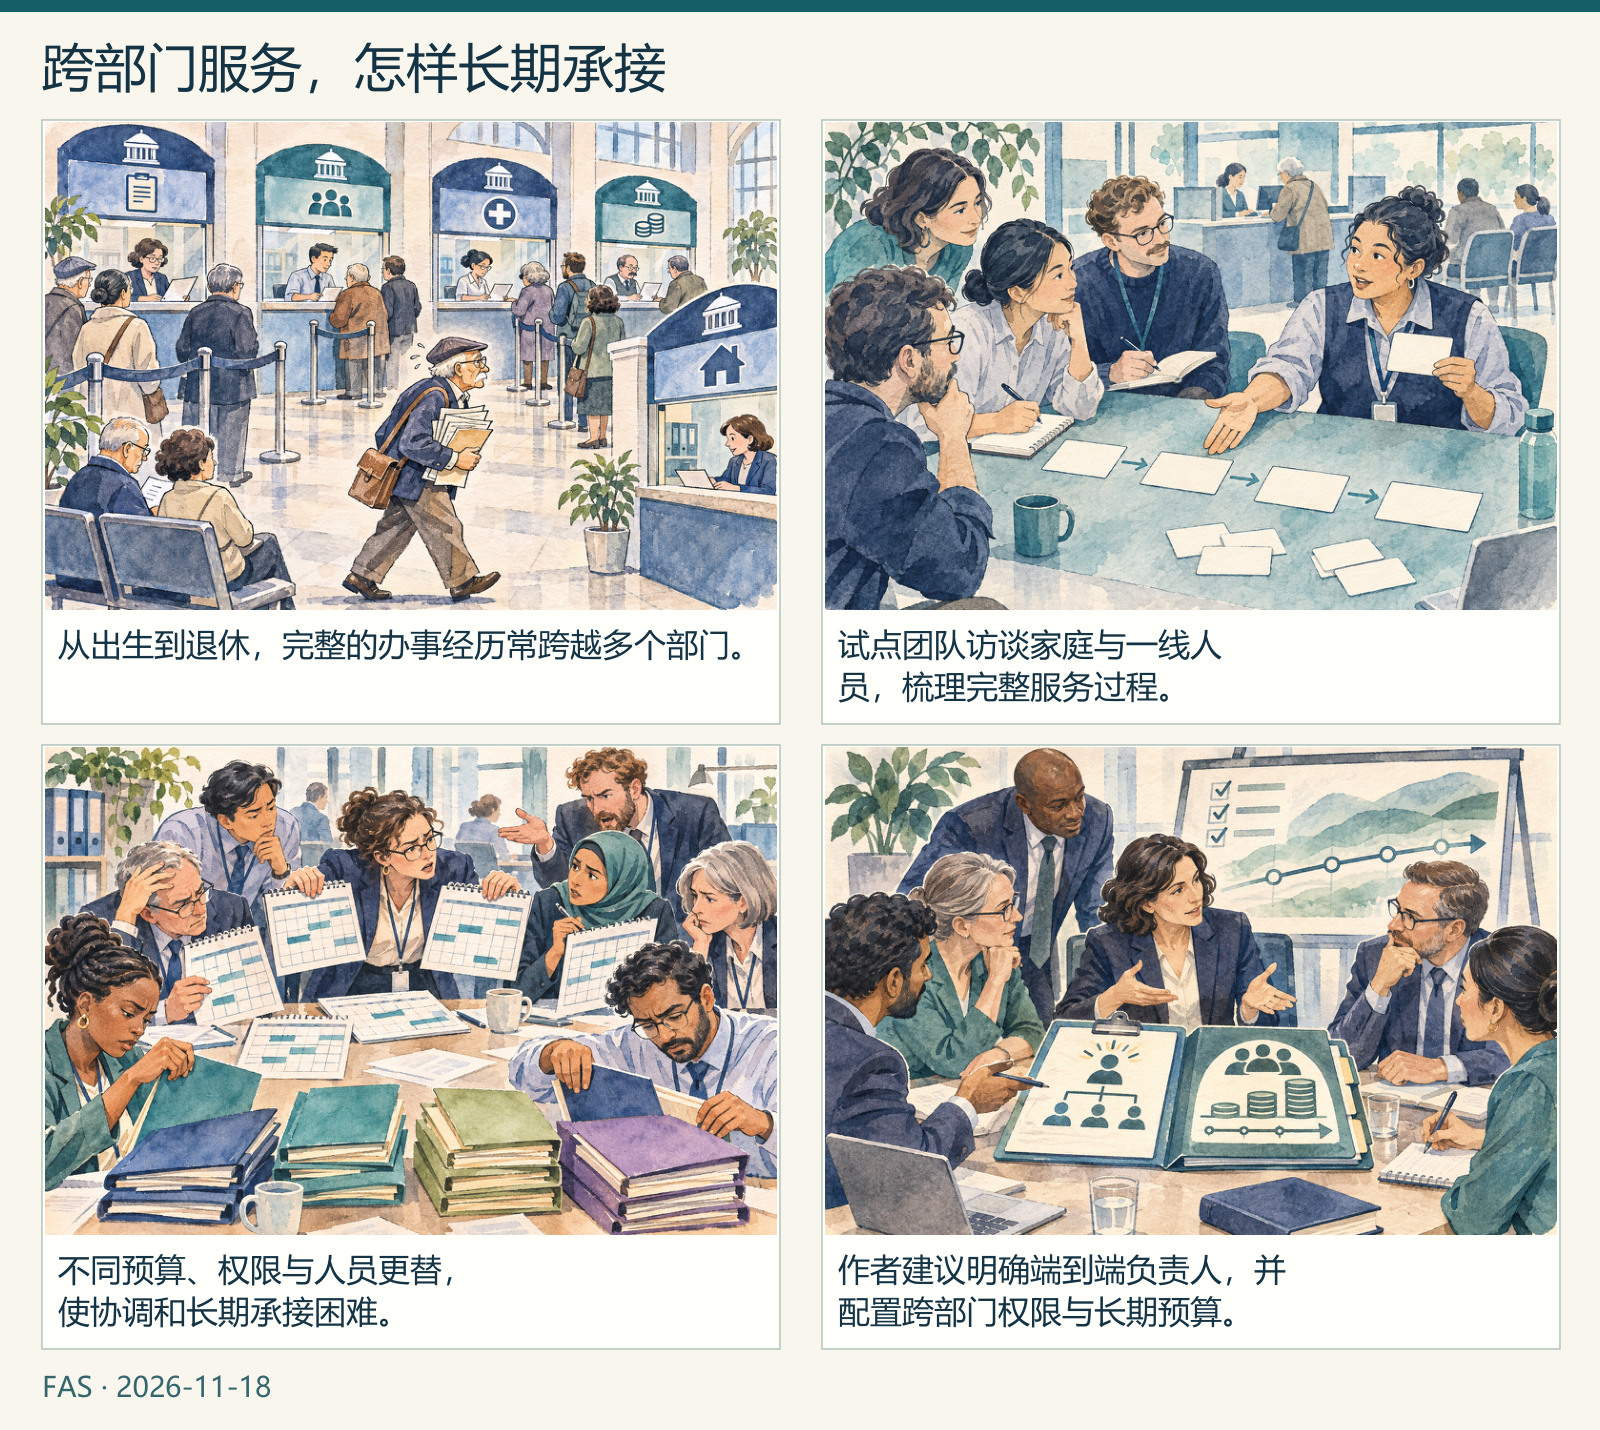 跨部门服务，怎样长期承接
从出生到退休，完整的办事经历常跨越多个部门。
试点团队访谈家庭与一线人
员，梳理完整服务过程。
不同预算、权限与人员更替，
使协调和长期承接困难。
作者建议明确端到端负责人，并
配置跨部门权限与长期预算。
FAS · 2026-11-18